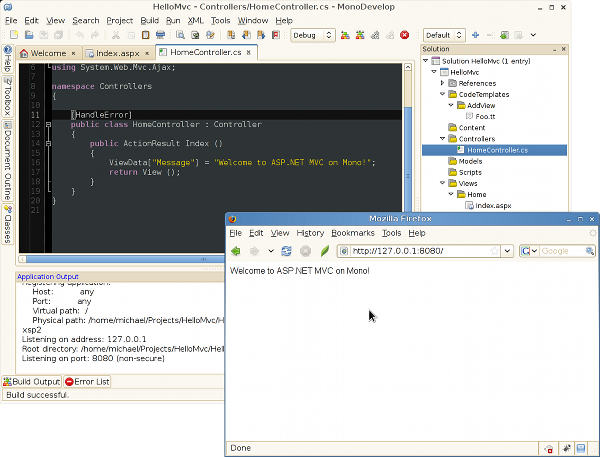 HelloMvc - Controllers/HomeController.cs - MonoDevelop
File Edit View Search Project Build Run XML Tools Window Help
Debug
Default
Welcome Index.aspx HomeController.cs
Help
Toolbox
Document Outline
Classes
6 using System.Web.Mvc.Ajax;
7
8 namespace Controllers
9 {
10
11 [HandleError]
12 public class HomeController : Controller
13 {
14 public ActionResult Index ()
15 {
16 ViewData["Message"] = "Welcome to ASP.NET MVC on Mono!";
17 return View ();
18 }
19 }
20 }
21
Solution
Solution HelloMvc (1 entry)
HelloMvc
References
CodeTemplates
AddView
Foo.tt
Content
Controllers
HomeController.cs
Models
Scripts
Views
Home
Index.aspx
Application Output
Registering application:
Host: any
Port: any
Virtual path: /
Physical path: /home/michael/Projects/HelloMvc/Hel
xsp2
Listening on address: 127.0.0.1
Root directory: /home/michael/Projects/HelloMvc/Hell
Listening on port: 8080 (non-secure)
Build Output Error List
Build successful.
Mozilla Firefox
File Edit View History Bookmarks Tools Help
http://127.0.0.1:8080/
Google
Welcome to ASP.NET MVC on Mono!
Done